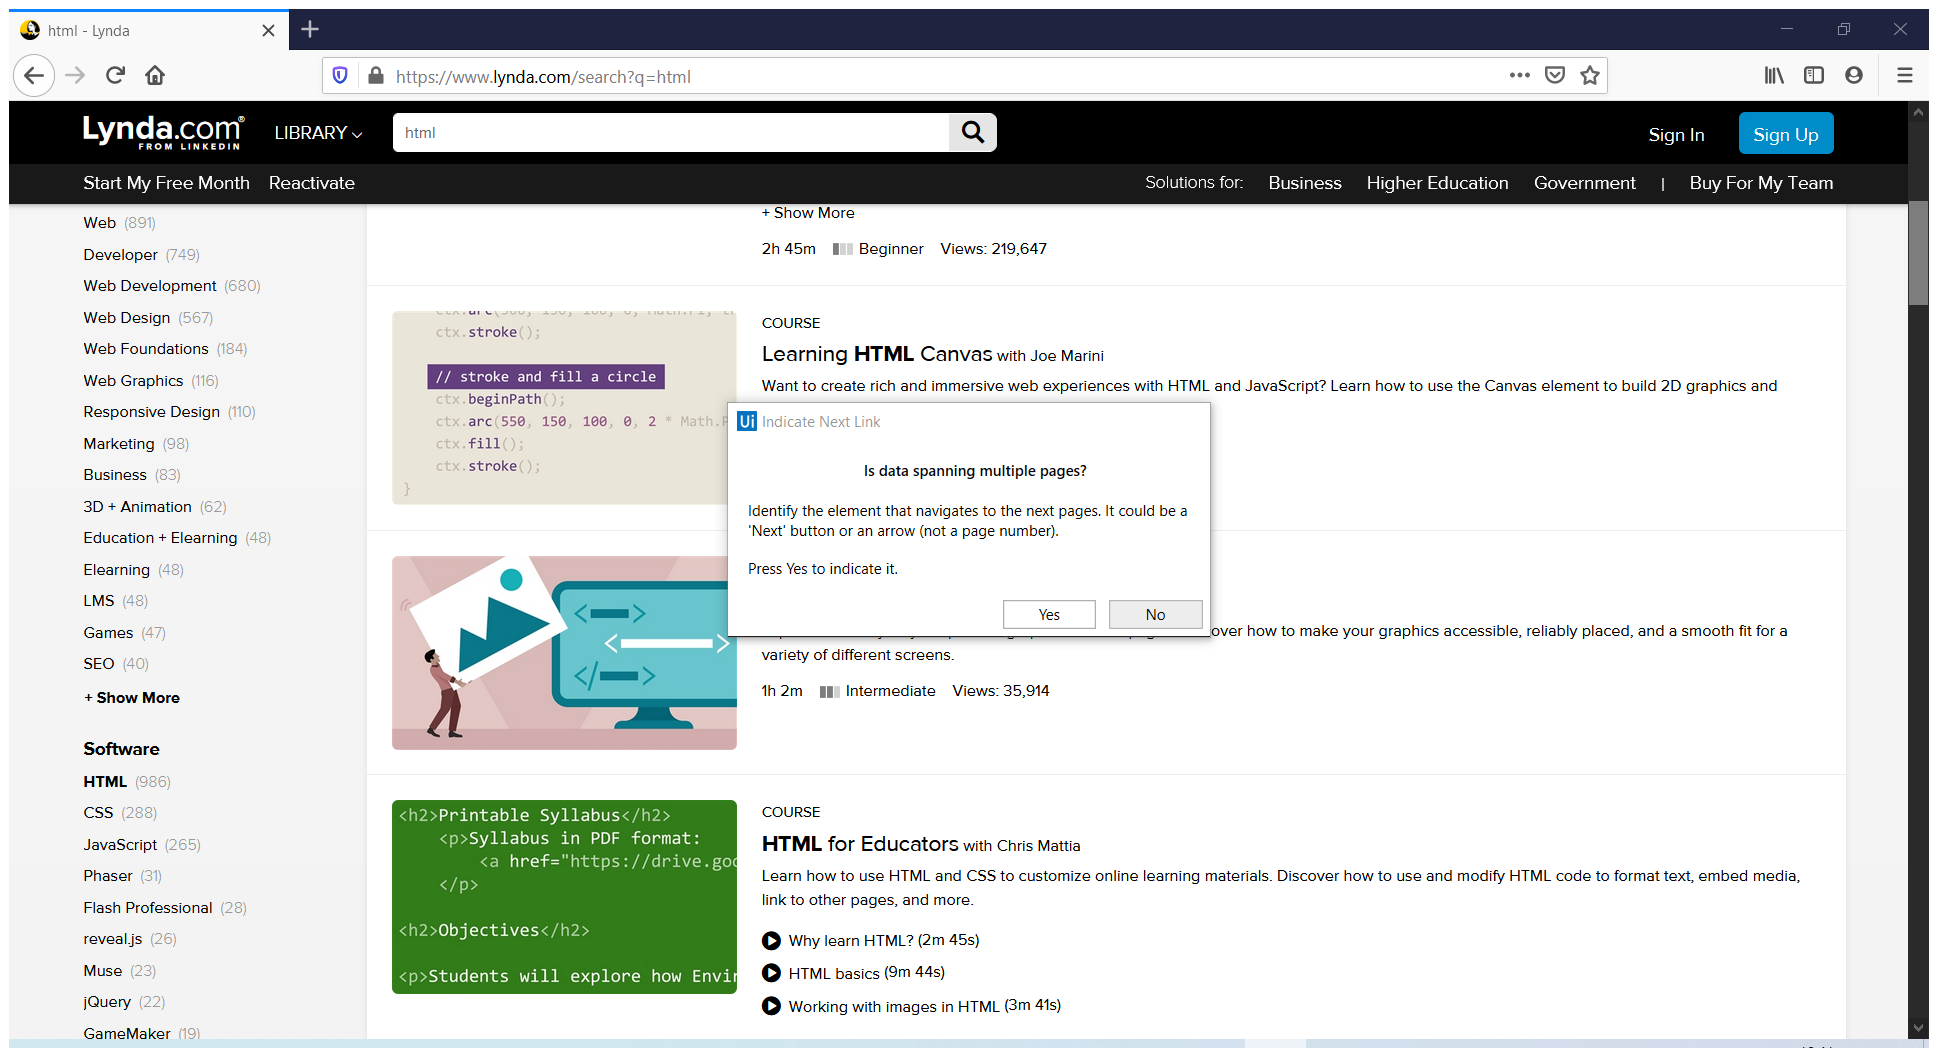 html - Lynda
https://www.lynda.com/search?q=html
Lynda.com®
FROM LINKEDIN
LIBRARY
html
Sign In
Sign Up
Start My Free Month
Reactivate
Solutions for:
Business
Higher Education
Government
|
Buy For My Team
Web (891)
Developer (749)
Web Development (680)
Web Design (567)
Web Foundations (184)
Web Graphics (116)
Responsive Design (110)
Marketing (98)
Business (83)
3D + Animation (62)
Education + Elearning (48)
Elearning (48)
LMS (48)
Games (47)
SEO (40)
+ Show More
Software
HTML (986)
CSS (288)
JavaScript (265)
Phaser (31)
Flash Professional (28)
reveal.js (26)
Muse (23)
jQuery (22)
GameMaker (19)
+ Show More
2h 45m Beginner Views: 219,647
ctx.stroke();
// stroke and fill a circle
ctx.beginPath();
ctx.arc(550, 150, 100, 0, 2 * Math.P
ctx.fill();
ctx.stroke();
}
COURSE
Learning HTML Canvas with Joe Marini
Want to create rich and immersive web experiences with HTML and JavaScript? Learn how to use the Canvas element to build 2D graphics and
Ui Indicate Next Link
Is data spanning multiple pages?
Identify the element that navigates to the next pages. It could be a
'Next' button or an arrow (not a page number).
Press Yes to indicate it.
Yes
No
over how to make your graphics accessible, reliably placed, and a smooth fit for a
variety of different screens.
1h 2m Intermediate Views: 35,914
<h2>Printable Syllabus</h2>
<p>Syllabus in PDF format:
<a href="https://drive.goo
</p>
<h2>Objectives</h2>
<p>Students will explore how Envir
COURSE
HTML for Educators with Chris Mattia
Learn how to use HTML and CSS to customize online learning materials. Discover how to use and modify HTML code to format text, embed media,
link to other pages, and more.
Why learn HTML? (2m 45s)
HTML basics (9m 44s)
Working with images in HTML (3m 41s)